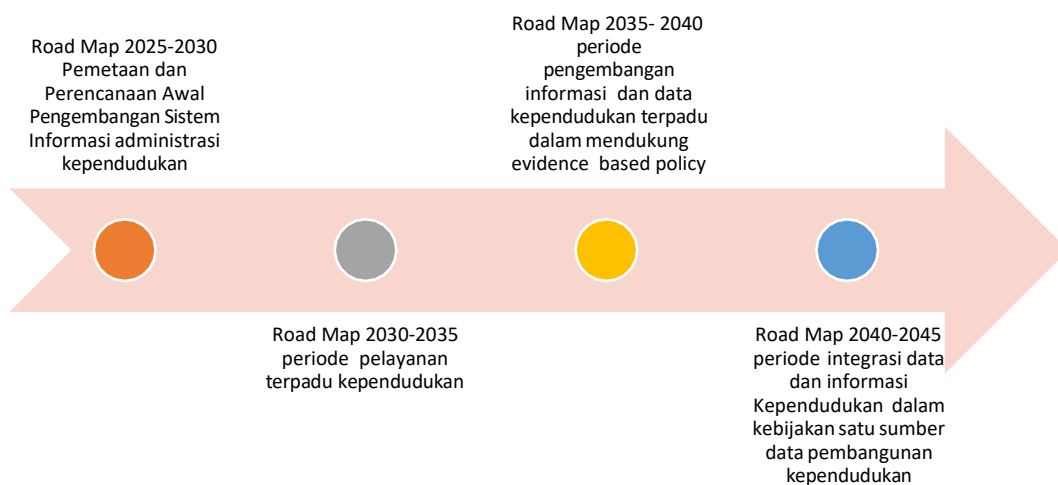 Road Map 2025-2030
Pemetaan dan
Perencanaan Awal
Pengembangan Sistem
Informasi administrasi
kependudukan
Road Map 2030-2035
periode pelayanan
terpadu kependudukan
Road Map 2035- 2040
periode
pengembangan
informasi dan data
kependudukan terpadu
dalam mendukung
evidence based policy
Road Map 2040-2045
periode integrasi data
dan informasi
Kependudukan dalam
kebijakan satu sumber
data pembangunan
kependudukan